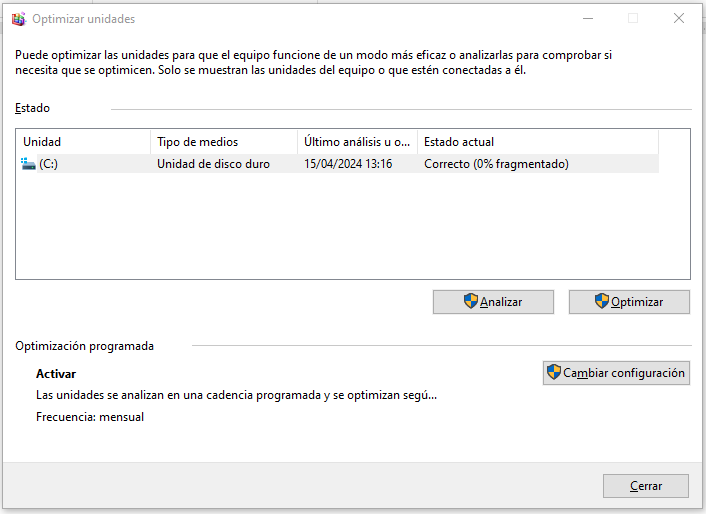 Optimizar unidades
Puede optimizar las unidades para que el equipo funcione de un modo más eficaz o analizarlas para comprobar si
necesita que se optimicen. Solo se muestran las unidades del equipo o que estén conectadas a él.
Estado
Unidad Tipo de medios Último análisis u o... Estado actual
(C:) Unidad de disco duro 15/04/2024 13:16 Correcto (0% fragmentado)
Analizar Optimizar
Optimización programada
Activar Cambiar configuración
Las unidades se analizan en una cadencia programada y se optimizan segú...
Frecuencia: mensual
Cerrar